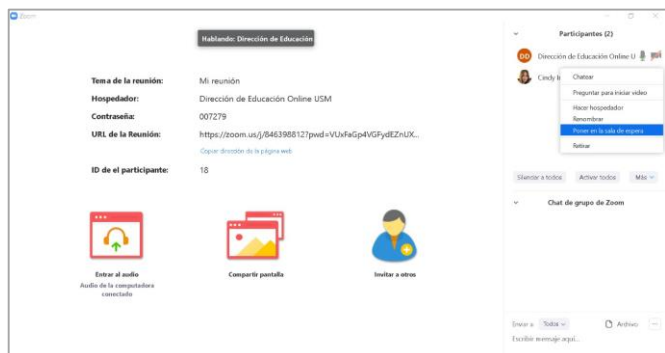 Zoom
Hablando: Dirección de Educación
Tema de la reunión: Mi reunión
Hospedador: Dirección de Educación Online USM
Contraseña: 007279
URL de la Reunión: https://zoom.us/j/846398812?pwd=VUxFaGp4VGFydEZnUX...
Copiar dirección de la página web
ID de el participante: 18
Entrar al audio
Audio de la computadora
conectado
Compartir pantalla
Invitar a otros
Participantes (2)
DD Dirección de Educación Online U
Cindy
Chatear
Preguntar para iniciar video
Hacer hospedador
Renombrar
Poner en la sala de espera
Retirar
Silenciar a todos Activar todos Más
Chat de grupo de Zoom
Enviar a: Todos Archivo ...
Escribir mensaje aquí...